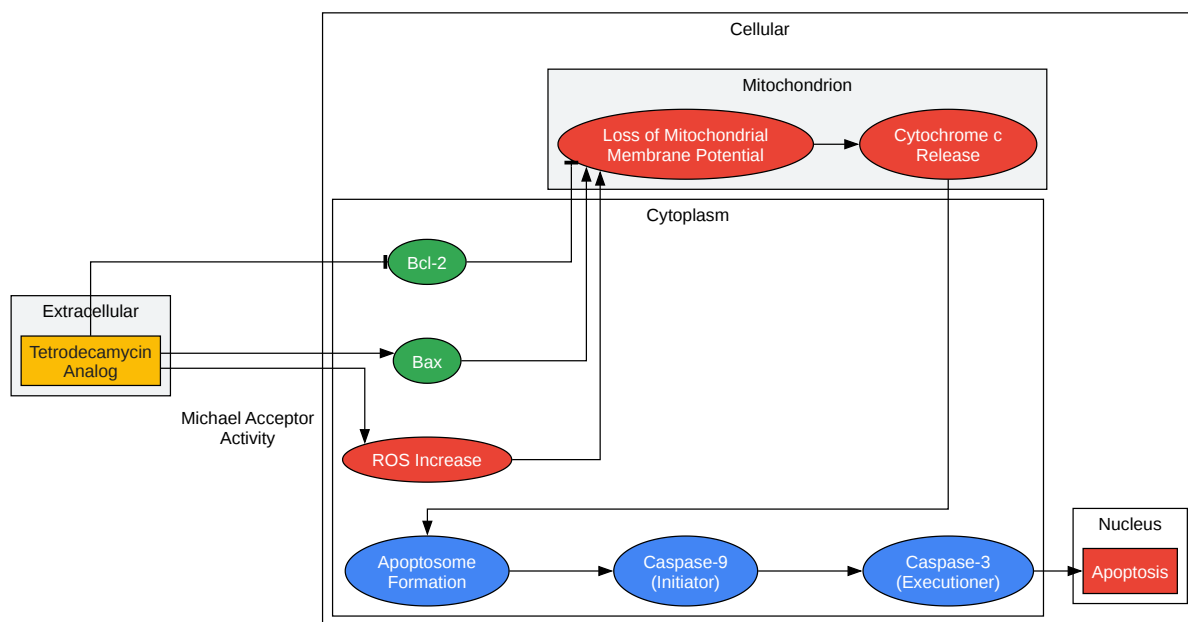 Cellular
Mitochondrion
Loss of Mitochondrial
Membrane Potential
Cytochrome c
Release
Cytoplasm
Bcl-2
Extracellular
Tetrodecamycin
Analog
Bax
Michael Acceptor
Activity
ROS Increase
Apoptosome
Formation
Caspase-9
(Initiator)
Caspase-3
(Executioner)
Nucleus
Apoptosis